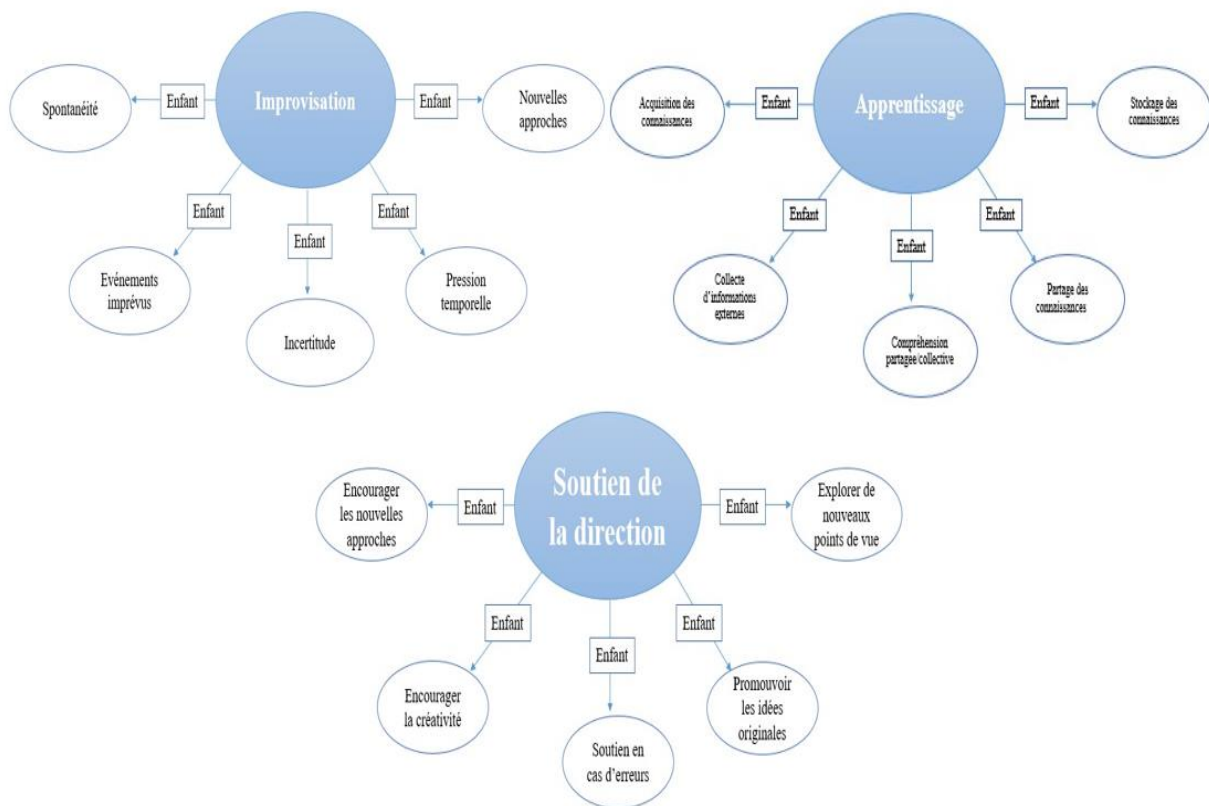 Improvisation
Spontanéité
Enfant
Enfant
Nouvelles
approches
Enfant
Evénements
imprévus
Enfant
Incertitude
Enfant
Pression
temporelle
Apprentissage
Acquisition des
connaissances
Enfant
Enfant
Stockage des
connaissances
Enfant
Collecte
d’informations
externes
Enfant
Compréhension
partagée/collective
Enfant
Partage des
connaissances
Soutien de
la direction
Encourager
les nouvelles
approches
Enfant
Enfant
Explorer de
nouveaux
points de vue
Enfant
Encourager
la créativité
Enfant
Soutien en
cas d’erreurs
Enfant
Promouvoir
les idées
originales